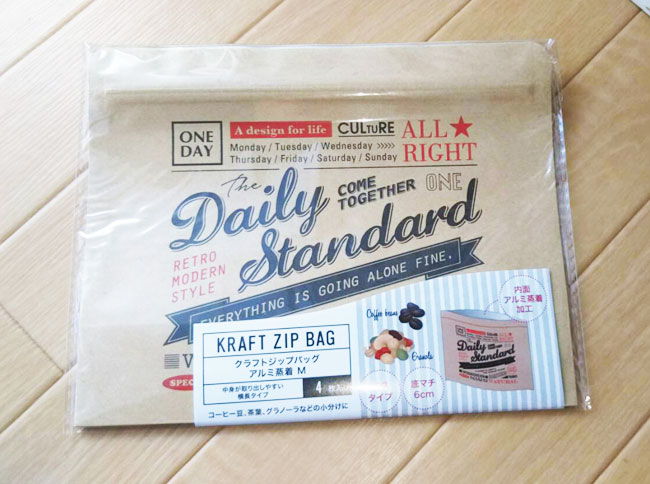 ONE
DAY
A design for life
CULTURE
ALL★
RIGHT
Monday / Tuesday / Wednesday >>>>>
Thursday / Friday / Saturday / Sunday
The
COME
TOGETHER
ONE
Daily
Standard
RETRO
MODERN
STYLE
EVERYTHING IS GOING ALONE FINE.
KRAFT ZIP BAG
クラフトジップバッグ
アルミ蒸着 M
中身が取り出しやすい
横長タイプ
4
コーヒー豆、茶葉、グラノーラなどの小分けに
Coffee beans
Granola
タイプ
底マチ
6cm
内面
アルミ蒸着
加工
ONE
DAY
Daily
Standard